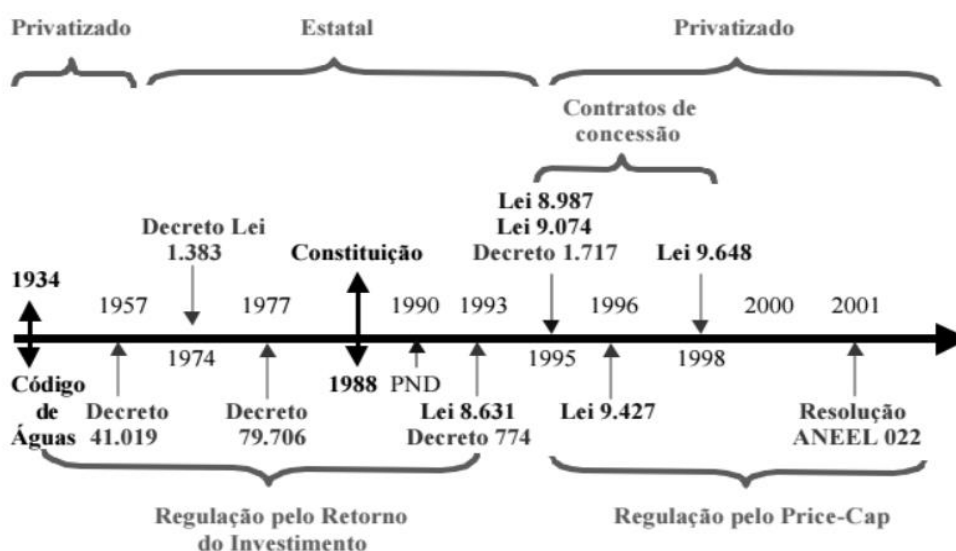 Privatizado
Estatal
Privatizado
Contratos de
concessão
Lei 8.987
Lei 9.074
Decreto 1.717
Decreto Lei
1.383
Constituição
Lei 9.648
1934
1957
1977
1990
1993
1996
2000
2001
1974
1995
1998
Código
de
Águas
Decreto
41.019
Decreto
79.706
1988
PND
Lei 8.631
Decreto 774
Lei 9.427
Resolução
ANEEL 022
Regulação pelo Retorno
do Investimento
Regulação pelo Price-Cap